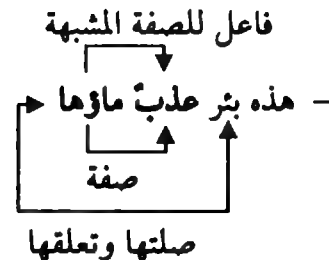 فاعل للصفة المشبهة
– هذه بئر عذبٌ ماؤها
صفة
صلتها وتعلقها